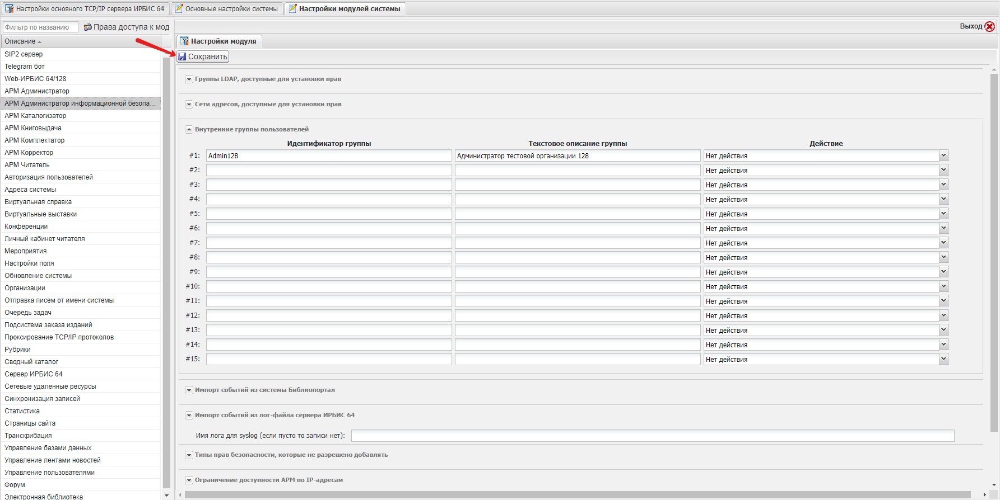 Настройки основного TCP/IP сервера ИРБИС 64
Основные настройки системы
Настройки модулей системы
Фильтр по названию
Права доступа к мод
Выход
Описание
Настройки модуля
Сохранить
SIP2 сервер
Telegram бот
Web-ИРБИС 64/128
АРМ Администратор
АРМ Администратор информационной безопа...
АРМ Каталогизатор
АРМ Книговыдача
АРМ Комплектатор
АРМ Корректор
АРМ Читатель
Авторизация пользователей
Адреса системы
Виртуальная справка
Виртуальные выставки
Конференции
Личный кабинет читателя
Мероприятия
Настройки поля
Обновление системы
Организации
Отправка писем от имени системы
Очередь задач
Подсистема заказа изданий
Проксирование TCP/IP протоколов
Рубрики
Сводный каталог
Сервер ИРБИС 64
Сетевые удаленные ресурсы
Синхронизация записей
Статистика
Страницы сайта
Транскрибация
Управление базами данных
Управление лентами новостей
Управление пользователями
Форум
Электронная библиотека
Группы LDAP, доступные для установки прав
Сети адресов, доступные для установки прав
Внутренние группы пользователей
Идентификатор группы Текстовое описание группы Действие
#1: Admin128 Администратор тестовой организации 128 Нет действия
#2: Нет действия
#3: Нет действия
#4: Нет действия
#5: Нет действия
#6: Нет действия
#7: Нет действия
#8: Нет действия
#9: Нет действия
#10: Нет действия
#11: Нет действия
#12: Нет действия
#13: Нет действия
#14: Нет действия
#15: Нет действия
Импорт событий из системы Библиопортал
Импорт событий из лог-файла сервера ИРБИС 64
Имя лога для syslog (если пусто то записи нет):
Типы прав безопасности, которые не разрешено добавлять
Ограничение доступности АРМ по IP-адресам